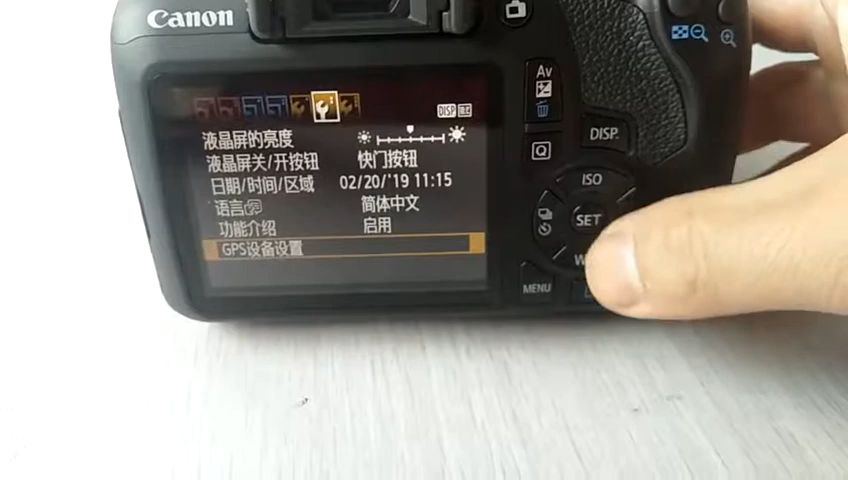 Canon
Av
DISP.
Q
DISP
液晶屏的亮度
液晶屏关/开按钮 快门按钮
日期/时间/区域 02/20/'19 11:15
语言 简体中文
功能介绍 启用
GPS设备设置
ISO
SET
W
MENU